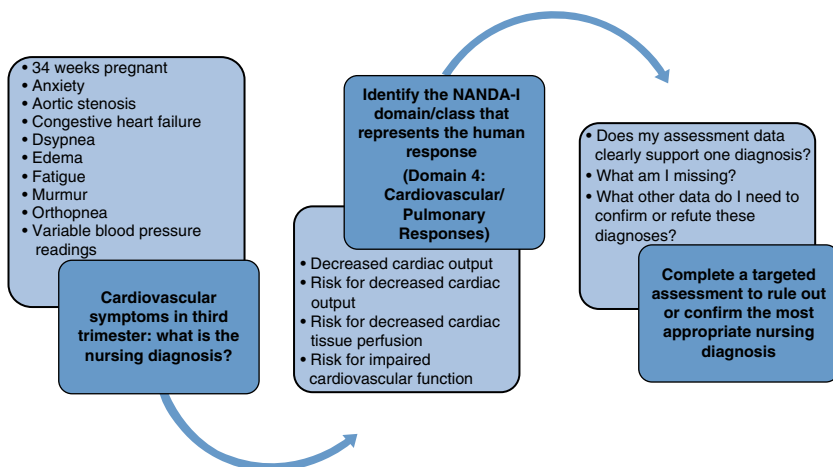 • 34 weeks pregnant
• Anxiety
• Aortic stenosis
• Congestive heart failure
• Dsypnea
• Edema
• Fatigue
• Murmur
• Orthopnea
• Variable blood pressure
readings
Cardiovascular
symptoms in third
trimester: what is the
nursing diagnosis?
Identify the NANDA-I
domain/class that
represents the human
response
(Domain 4:
Cardiovascular/
Pulmonary
Responses)
• Decreased cardiac output
• Risk for decreased cardiac
output
• Risk for decreased cardiac
tissue perfusion
• Risk for impaired
cardiovascular function
• Does my assessment data
clearly support one diagnosis?
• What am I missing?
• What other data do I need to
confirm or refute these
diagnoses?
Complete a targeted
assessment to rule out
or confirm the most
appropriate nursing
diagnosis